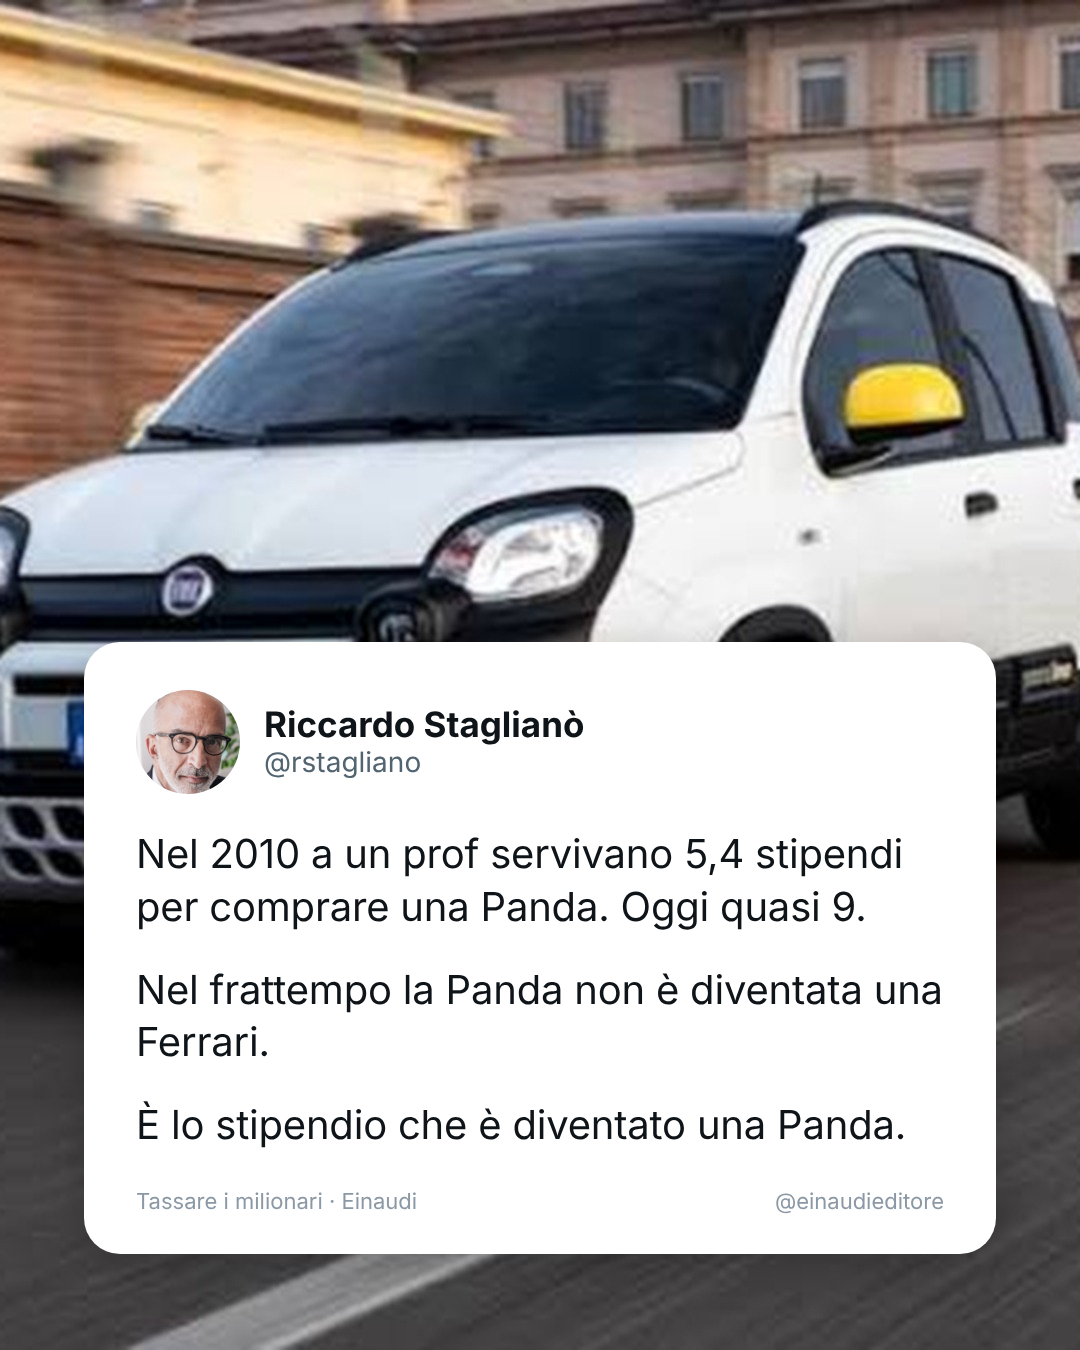 Riccardo Staglianò
@rstagliano
Nel 2010 a un prof servivano 5,4 stipendi
per comprare una Panda. Oggi quasi 9.
Nel frattempo la Panda non è diventata una
Ferrari.
È lo stipendio che è diventato una Panda.
Tassare i milionari · Einaudi
@einaudieditore